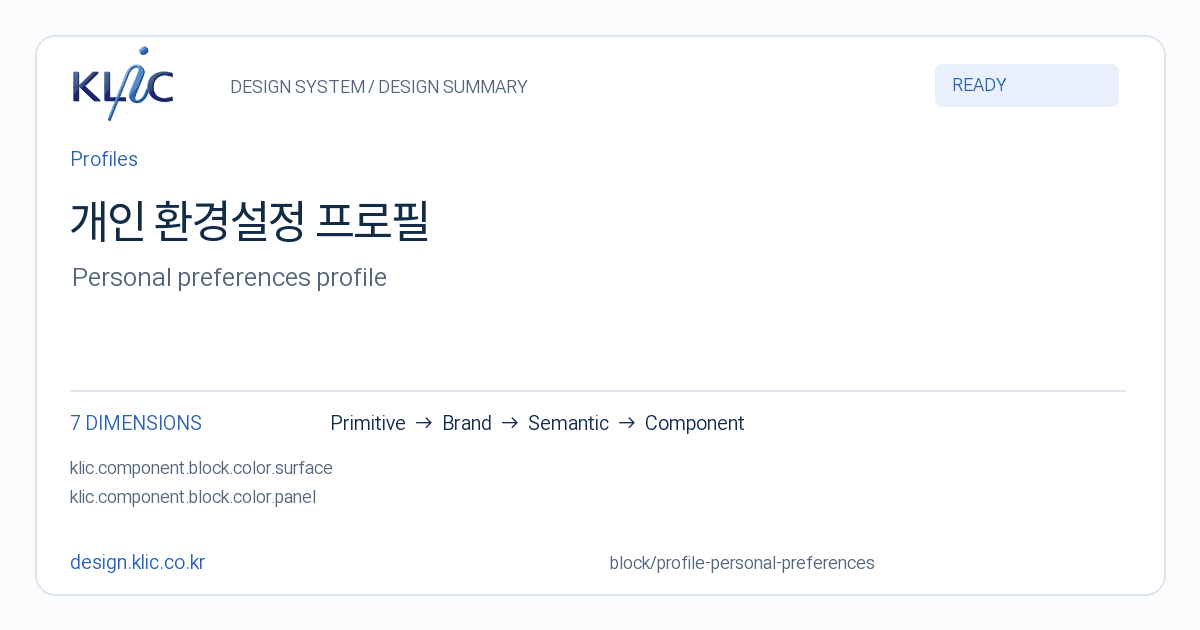 KLiC
DESIGN SYSTEM / DESIGN SUMMARY
READY
Profiles
개인 환경설정 프로필
Personal preferences profile
7 DIMENSIONS
Primitive → Brand → Semantic → Component
klic.component.block.color.surface
klic.component.block.color.panel
design.klic.co.kr
block/profile-personal-preferences